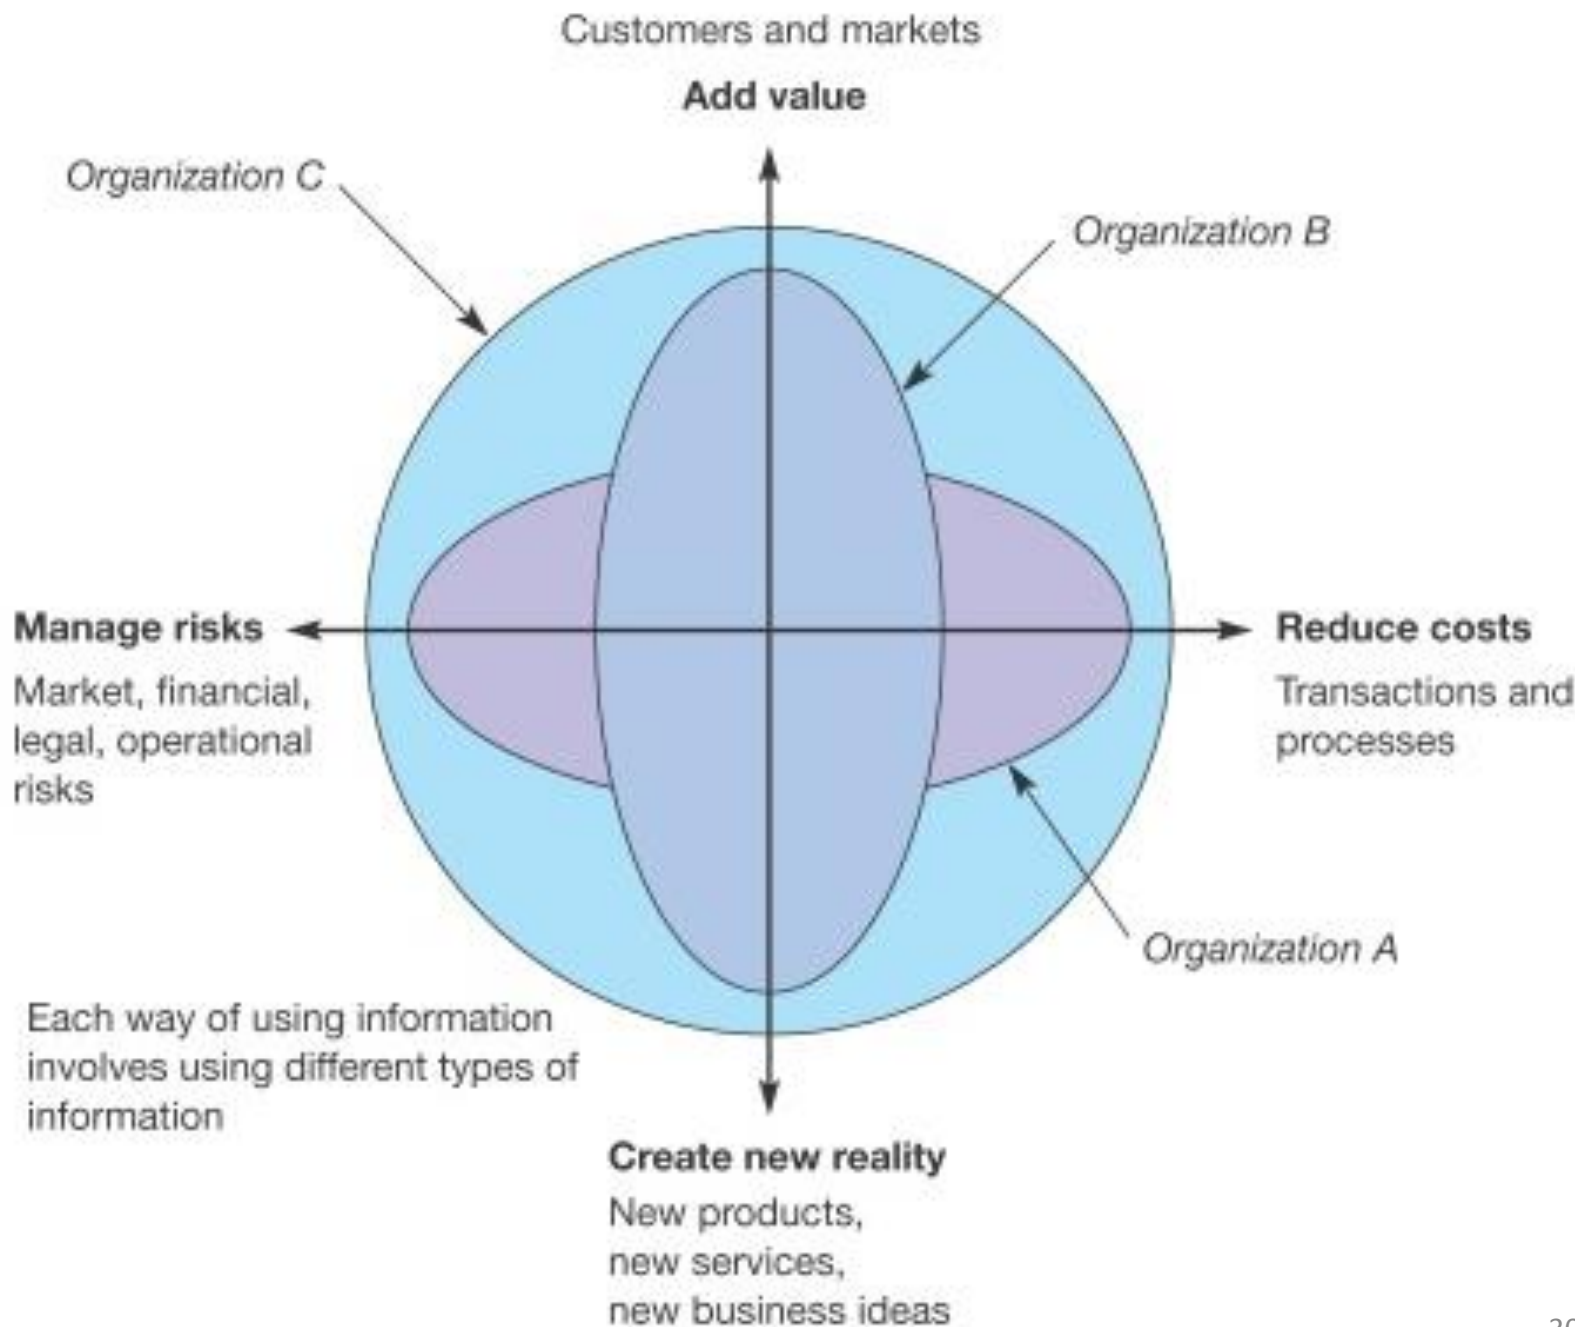 Customers and markets
Add value
Organization C
Organization B
Manage risks
Market, financial,
legal, operational
risks
Reduce costs
Transactions and
processes
Organization A
Each way of using information
involves using different types of
information
Create new reality
New products,
new services,
new business ideas